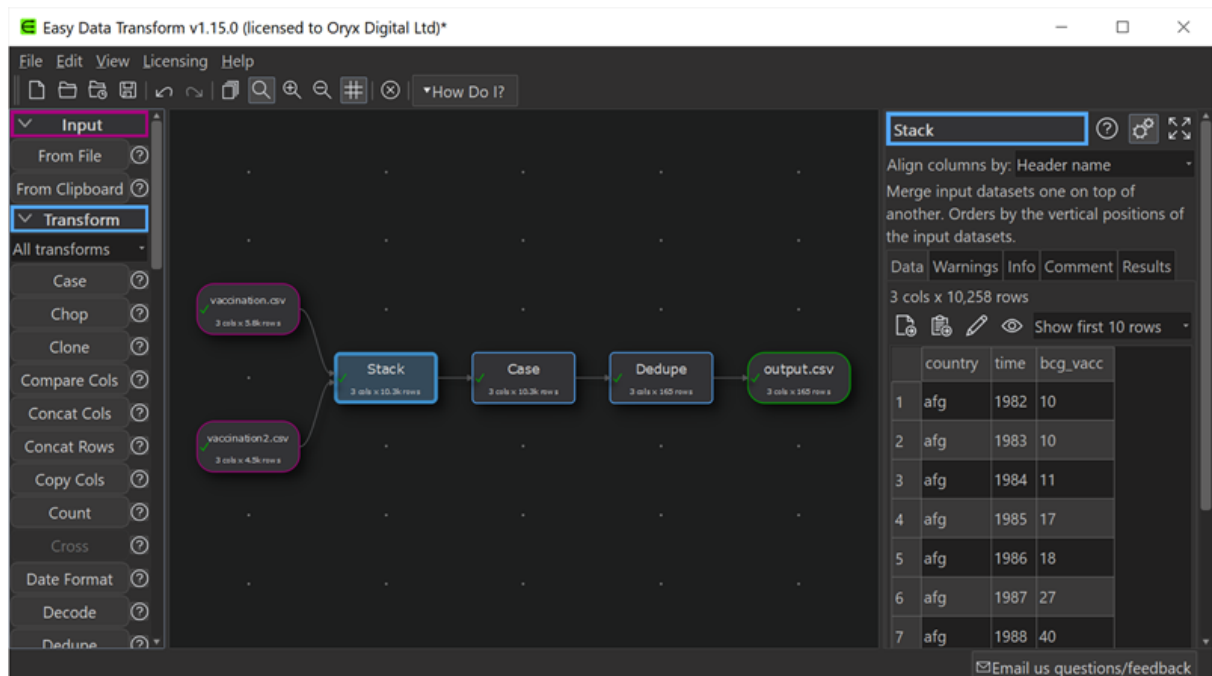 Easy Data Transform v1.15.0 (licensed to Oryx Digital Ltd)*
File Edit View Licensing Help
How Do I?
Input
From File
From Clipboard
Transform
All transforms
Case
Chop
Clone
Compare Cols
Concat Cols
Concat Rows
Copy Cols
Count
Cross
Date Format
Decode
Dedupe
vaccination.csv
3 cols x 5.8k rows
vaccination2.csv
3 cols x 4.5k rows
Stack
3 cols x 10.3k rows
Case
3 cols x 10.3k rows
Dedupe
3 cols x 165 rows
output.csv
3 cols x 165 rows
Stack
Align columns by: Header name
Merge input datasets one on top of
another. Orders by the vertical positions of
the input datasets.
Data Warnings Info Comment Results
3 cols x 10,258 rows
Show first 10 rows
country time bcg_vacc
1 afg 1982 10
2 afg 1983 10
3 afg 1984 11
4 afg 1985 17
5 afg 1986 18
6 afg 1987 27
7 afg 1988 40
Email us questions/feedback